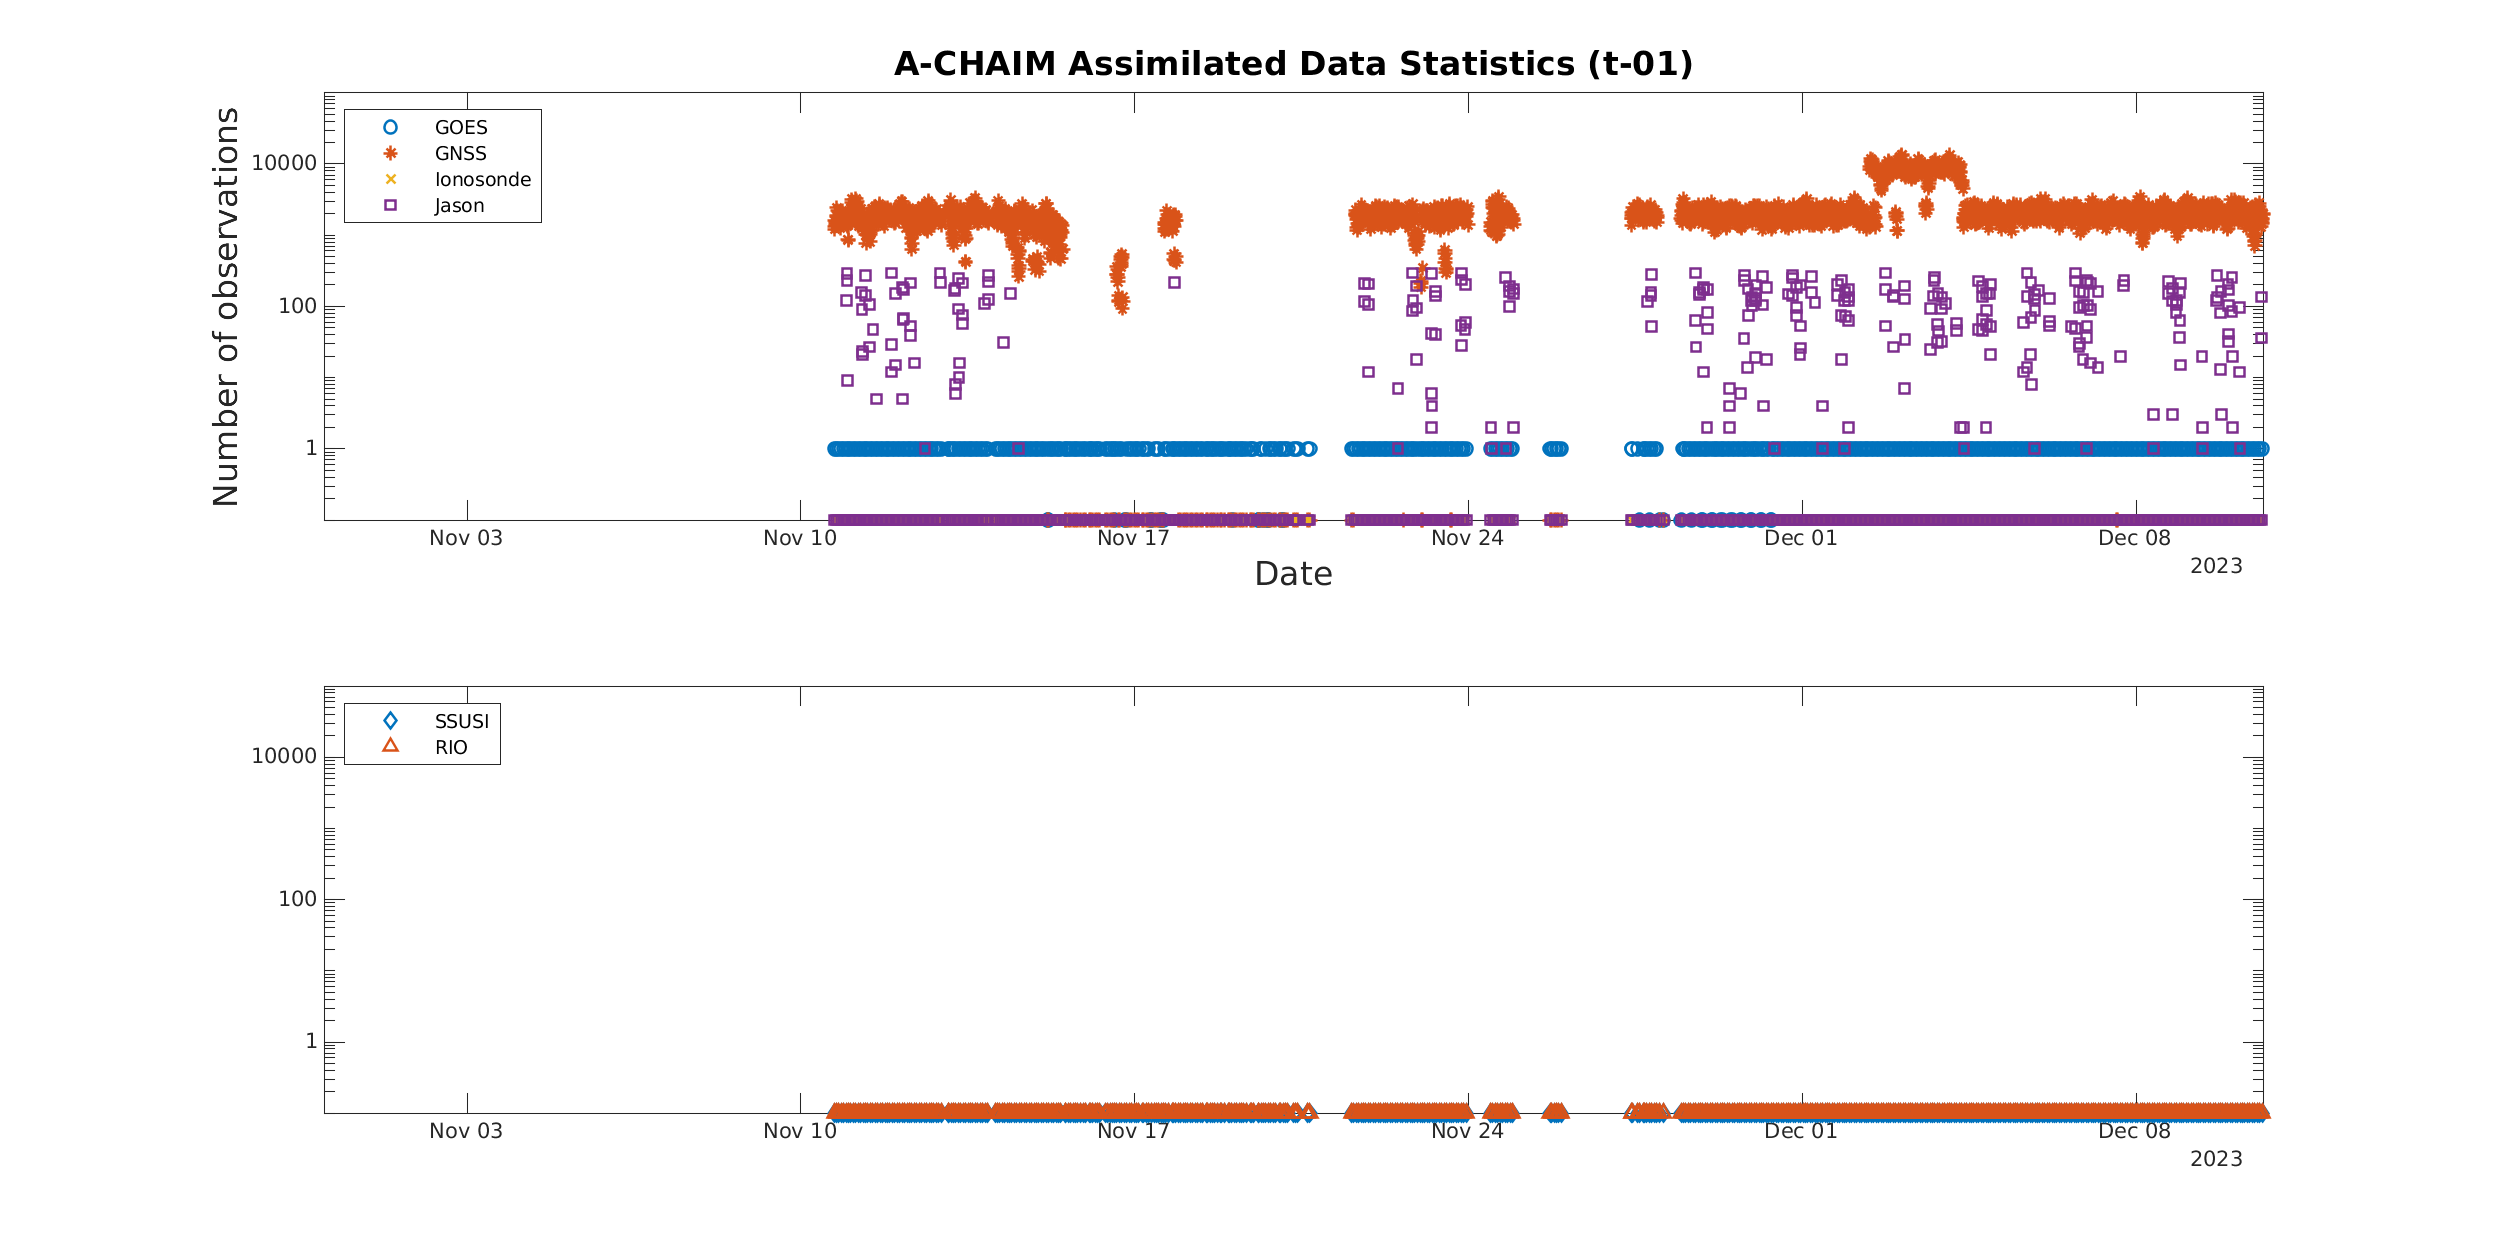 A-CHAIM Assimilated Data Statistics (t-01)
Number of observations
10000
100
1
GOES
GNSS
Ionosonde
Jason
Nov 03
Nov 10
Nov 17
Nov 24
Dec 01
Dec 08
2023
Date
10000
100
1
SSUSI
RIO
Nov 03
Nov 10
Nov 17
Nov 24
Dec 01
Dec 08
2023